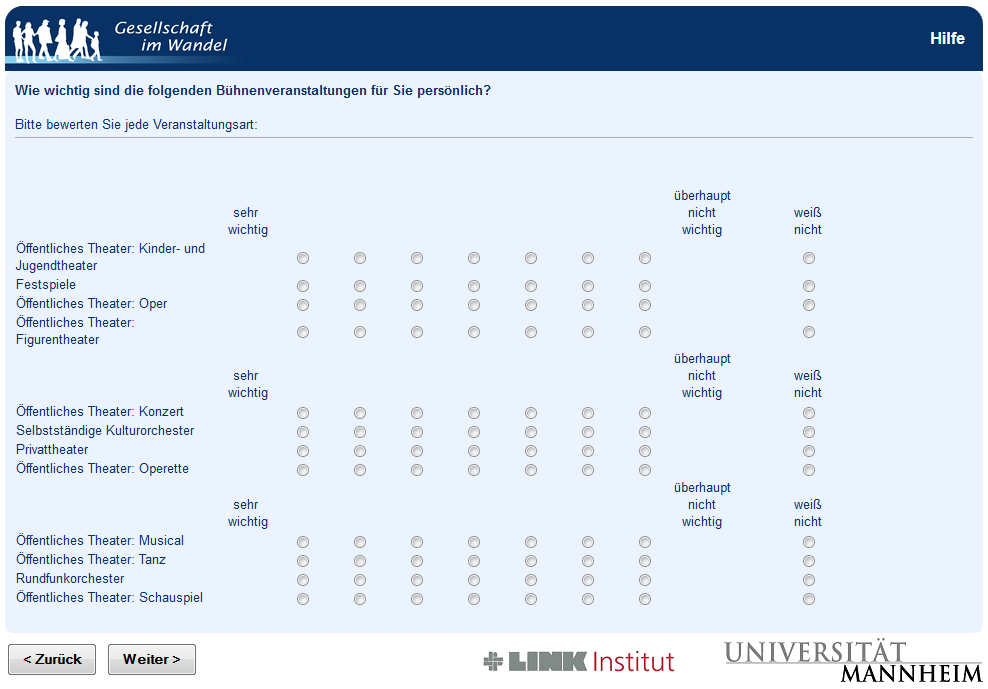 Gesellschaft
im Wandel
Hilfe
Wie wichtig sind die folgenden Bühnenveranstaltungen für Sie persönlich?
Bitte bewerten Sie jede Veranstaltungsart:
sehr
wichtig
überhaupt
nicht
wichtig
weiß
nicht
Öffentliches Theater: Kinder- und
Jugendtheater
Festspiele
Öffentliches Theater: Oper
Öffentliches Theater:
Figurentheater
sehr
wichtig
überhaupt
nicht
wichtig
weiß
nicht
Öffentliches Theater: Konzert
Selbstständige Kulturorchester
Privattheater
Öffentliches Theater: Operette
sehr
wichtig
überhaupt
nicht
wichtig
weiß
nicht
Öffentliches Theater: Musical
Öffentliches Theater: Tanz
Rundfunkorchester
Öffentliches Theater: Schauspiel
< Zurück
Weiter >
LINK Institut
UNIVERSITÄT
MANNHEIM